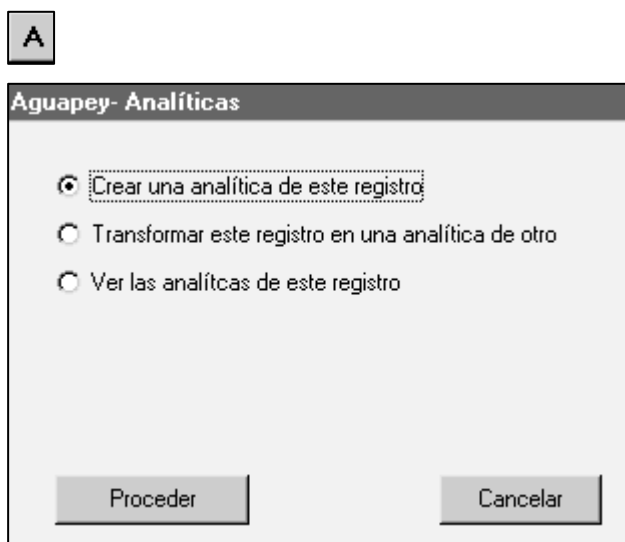 A
Aguapey- Analíticas
Crear una analítica de este registro
Transformar este registro en una analítica de otro
Ver las analítcas de este registro
Proceder Cancelar